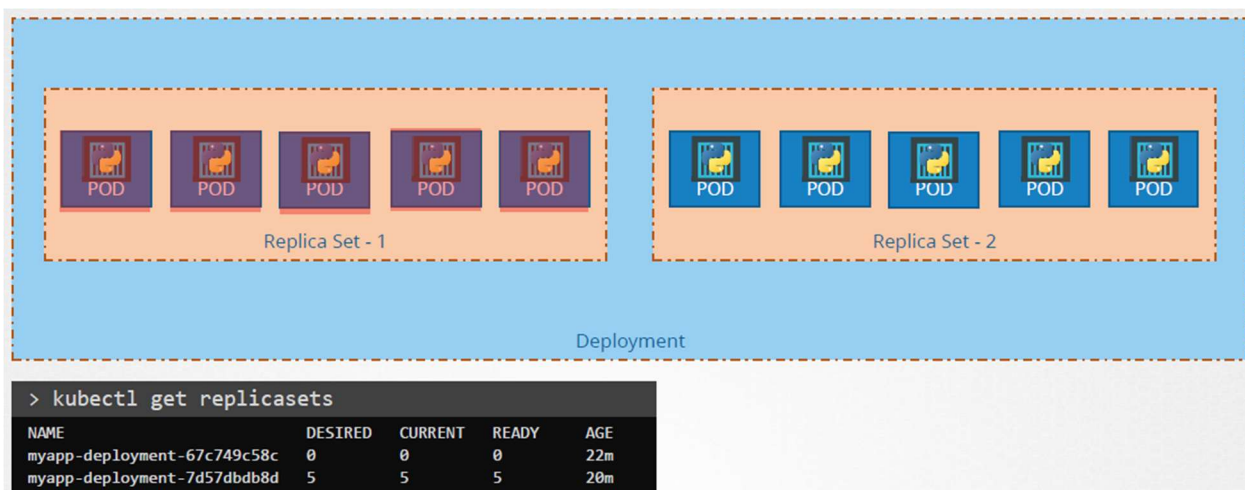 POD POD POD POD POD POD POD POD POD POD
Replica Set - 1 Replica Set - 2
Deployment
> kubectl get replicasets
NAME DESIRED CURRENT READY AGE
myapp-deployment-67c749c58c 0 0 0 22m
myapp-deployment-7d57dbdb8d 5 5 5 20m